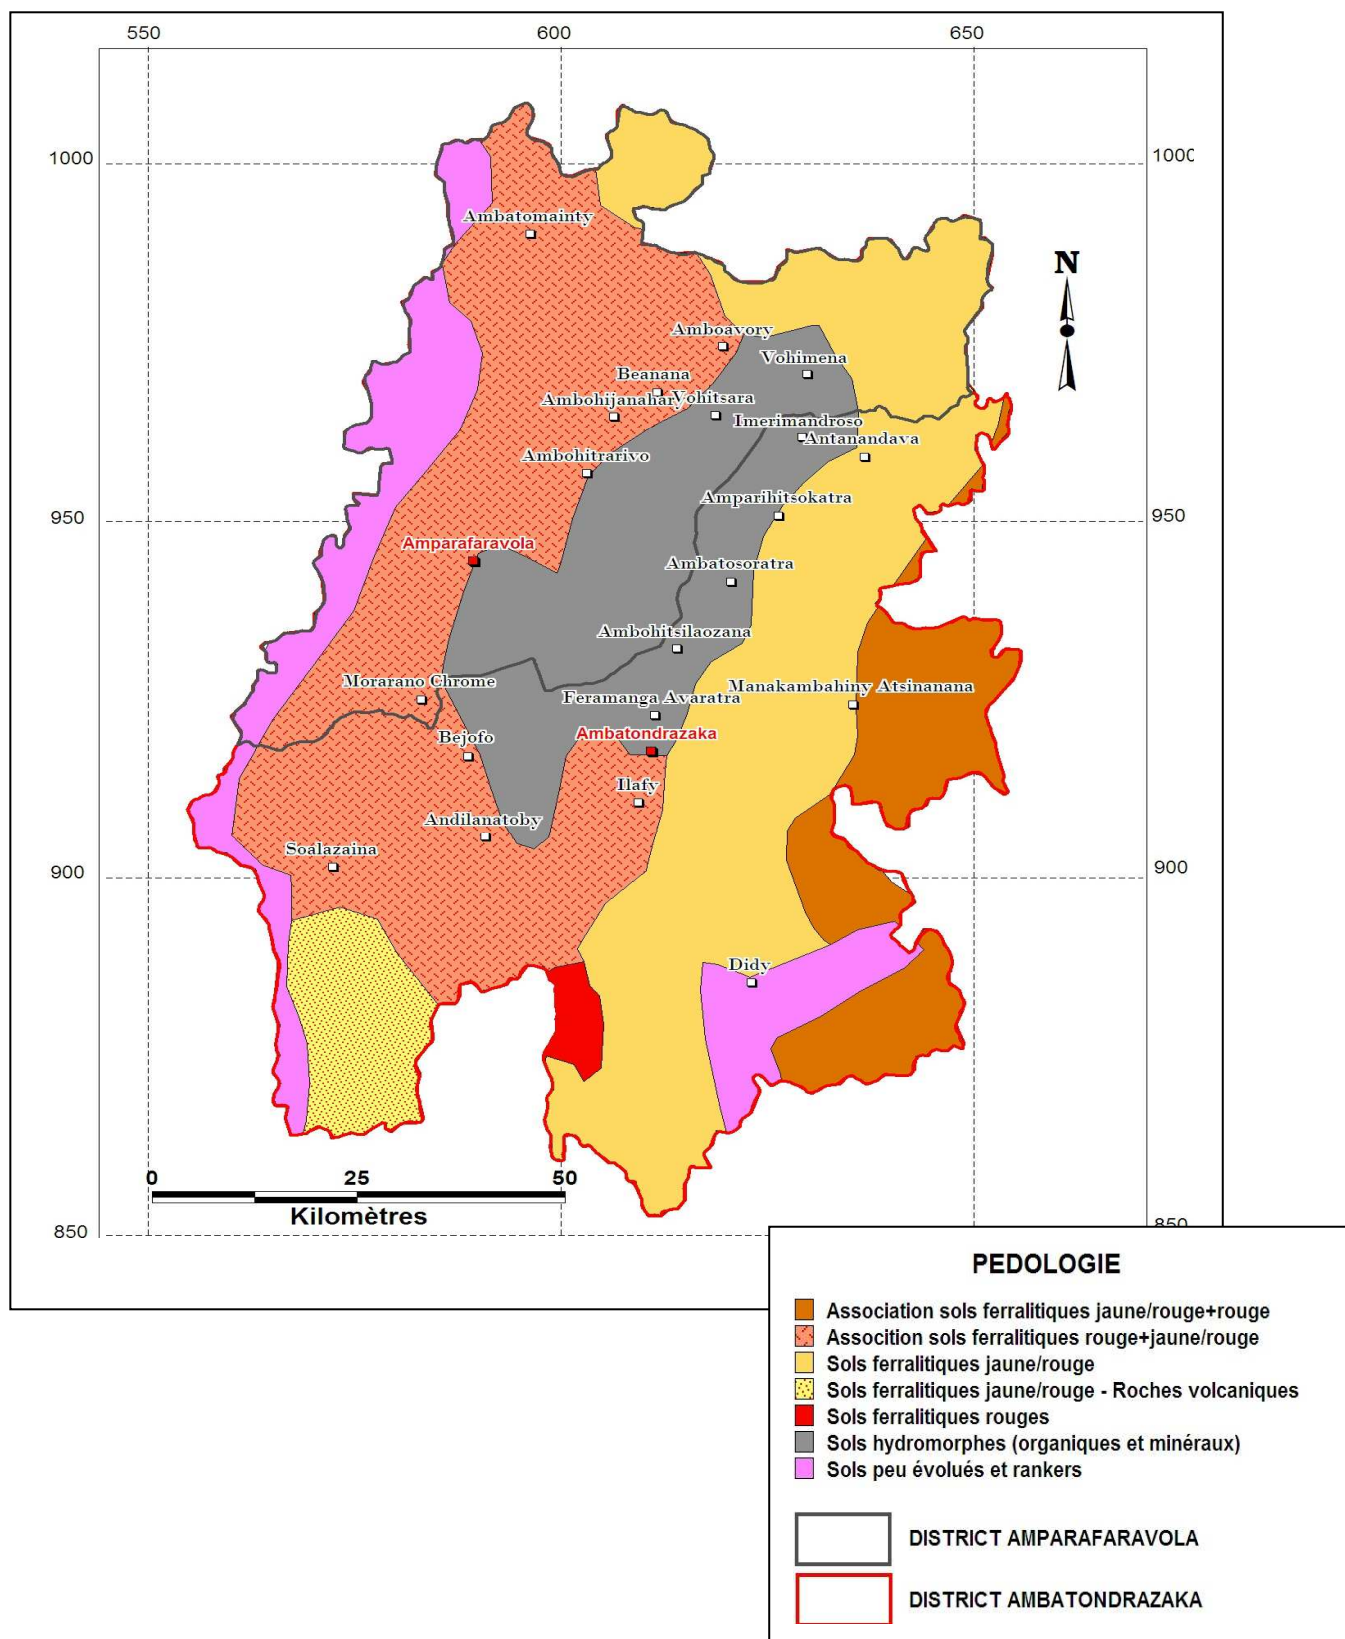 550 600 650
1000 1000
N
Ambatomainty
Amboavory
Vohimena
Beanana
Ambohijanahary Vohitsara
Imerimandroso
Antanandava
Ambohitrarivo
Amparihitsokatra
950 950
Amparafaravola
Ambatosoratra
Ambohitsilaozana
Morarano Chrome
Manakambahiny Atsinanana
Feramanga Avaratra
Bejofo
Ambatondrazaka
Ilafy
Andilanatoby
Soalazaina
900 900
Didy
0 25 50
Kilomètres
850 850
PEDOLOGIE
Association sols ferralitiques jaune/rouge+rouge
Assocition sols ferralitiques rouge+jaune/rouge
Sols ferralitiques jaune/rouge
Sols ferralitiques jaune/rouge - Roches volcaniques
Sols ferralitiques rouges
Sols hydromorphes (organiques et minéraux)
Sols peu évolués et rankers
DISTRICT AMPARAFARAVOLA
DISTRICT AMBATONDRAZAKA